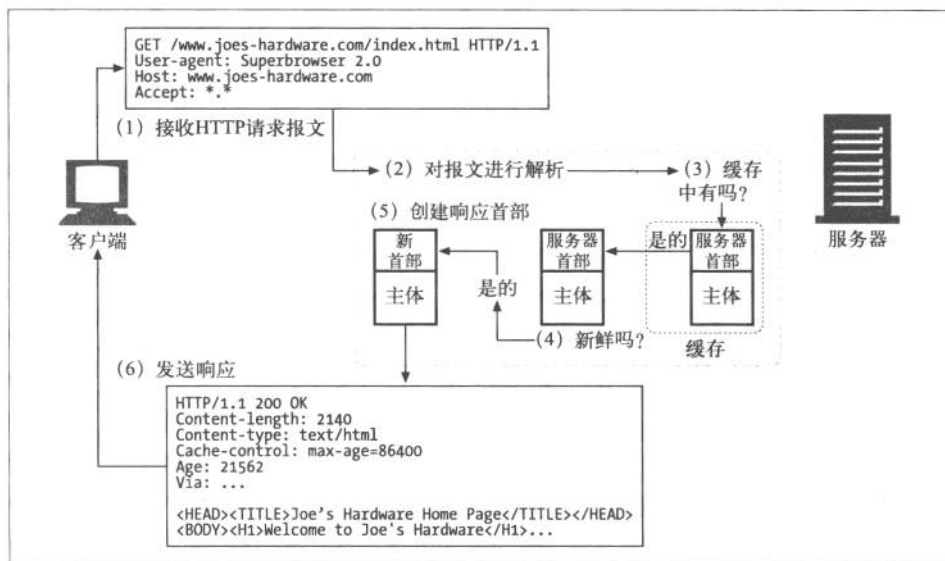 GET /www.joes-hardware.com/index.html HTTP/1.1
User-agent: Superbrowser 2.0
Host: www.joes-hardware.com
Accept: *.*
(1) 接收HTTP请求报文
(2) 对报文进行解析
(3) 缓存
中有吗?
(5) 创建响应首部
客户端
服务器
新
首部
主体
服务器
首部
主体
是的
服务器
首部
主体
是的
(4) 新鲜吗?
缓存
(6) 发送响应
HTTP/1.1 200 OK
Content-length: 2140
Content-type: text/html
Cache-control: max-age=86400
Age: 21562
Via: ...
<HEAD><TITLE>Joe's Hardware Home Page</TITLE></HEAD>
<BODY><H1>Welcome to Joe's Hardware</H1>...